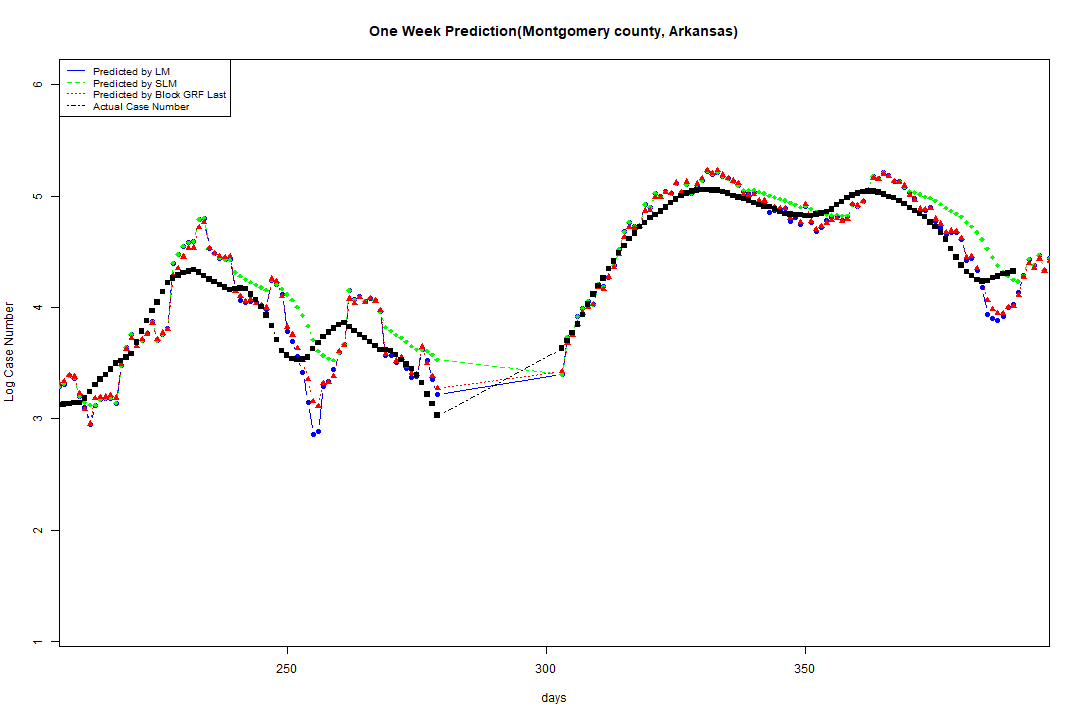 One Week Prediction(Montgomery county, Arkansas)
Predicted by LM
Predicted by SLM
Predicted by Block GRF Last
Actual Case Number
6
5
4
3
2
1
Log Case Number
250 300 350
days